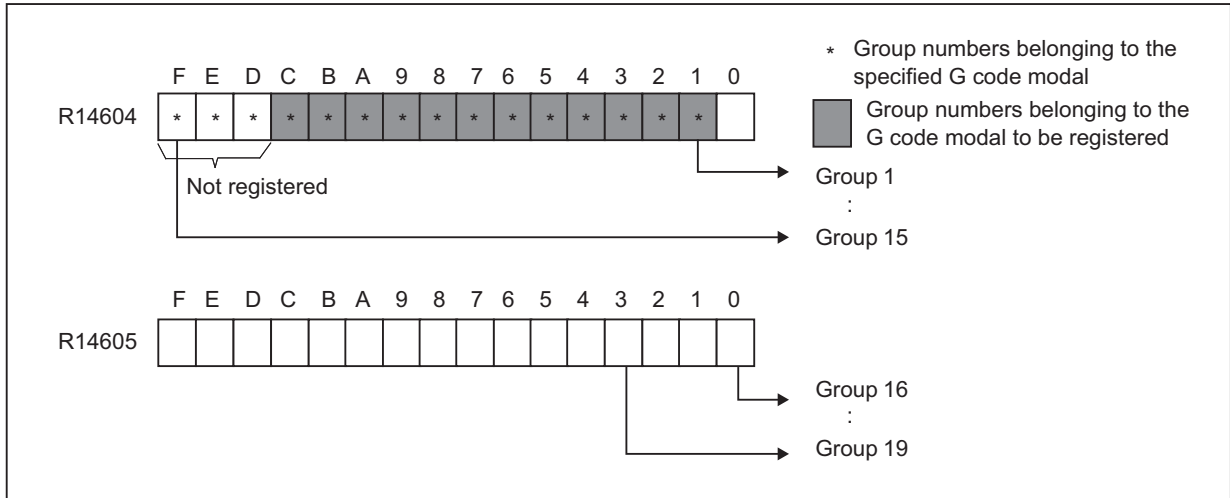 * Group numbers belonging to the
specified G code modal
Group numbers belonging to the
G code modal to be registered
F E D C B A 9 8 7 6 5 4 3 2 1 0
R14604 * * * * * * * * * * * * * * *
Not registered
Group 1
:
Group 15
F E D C B A 9 8 7 6 5 4 3 2 1 0
R14605
Group 16
:
Group 19